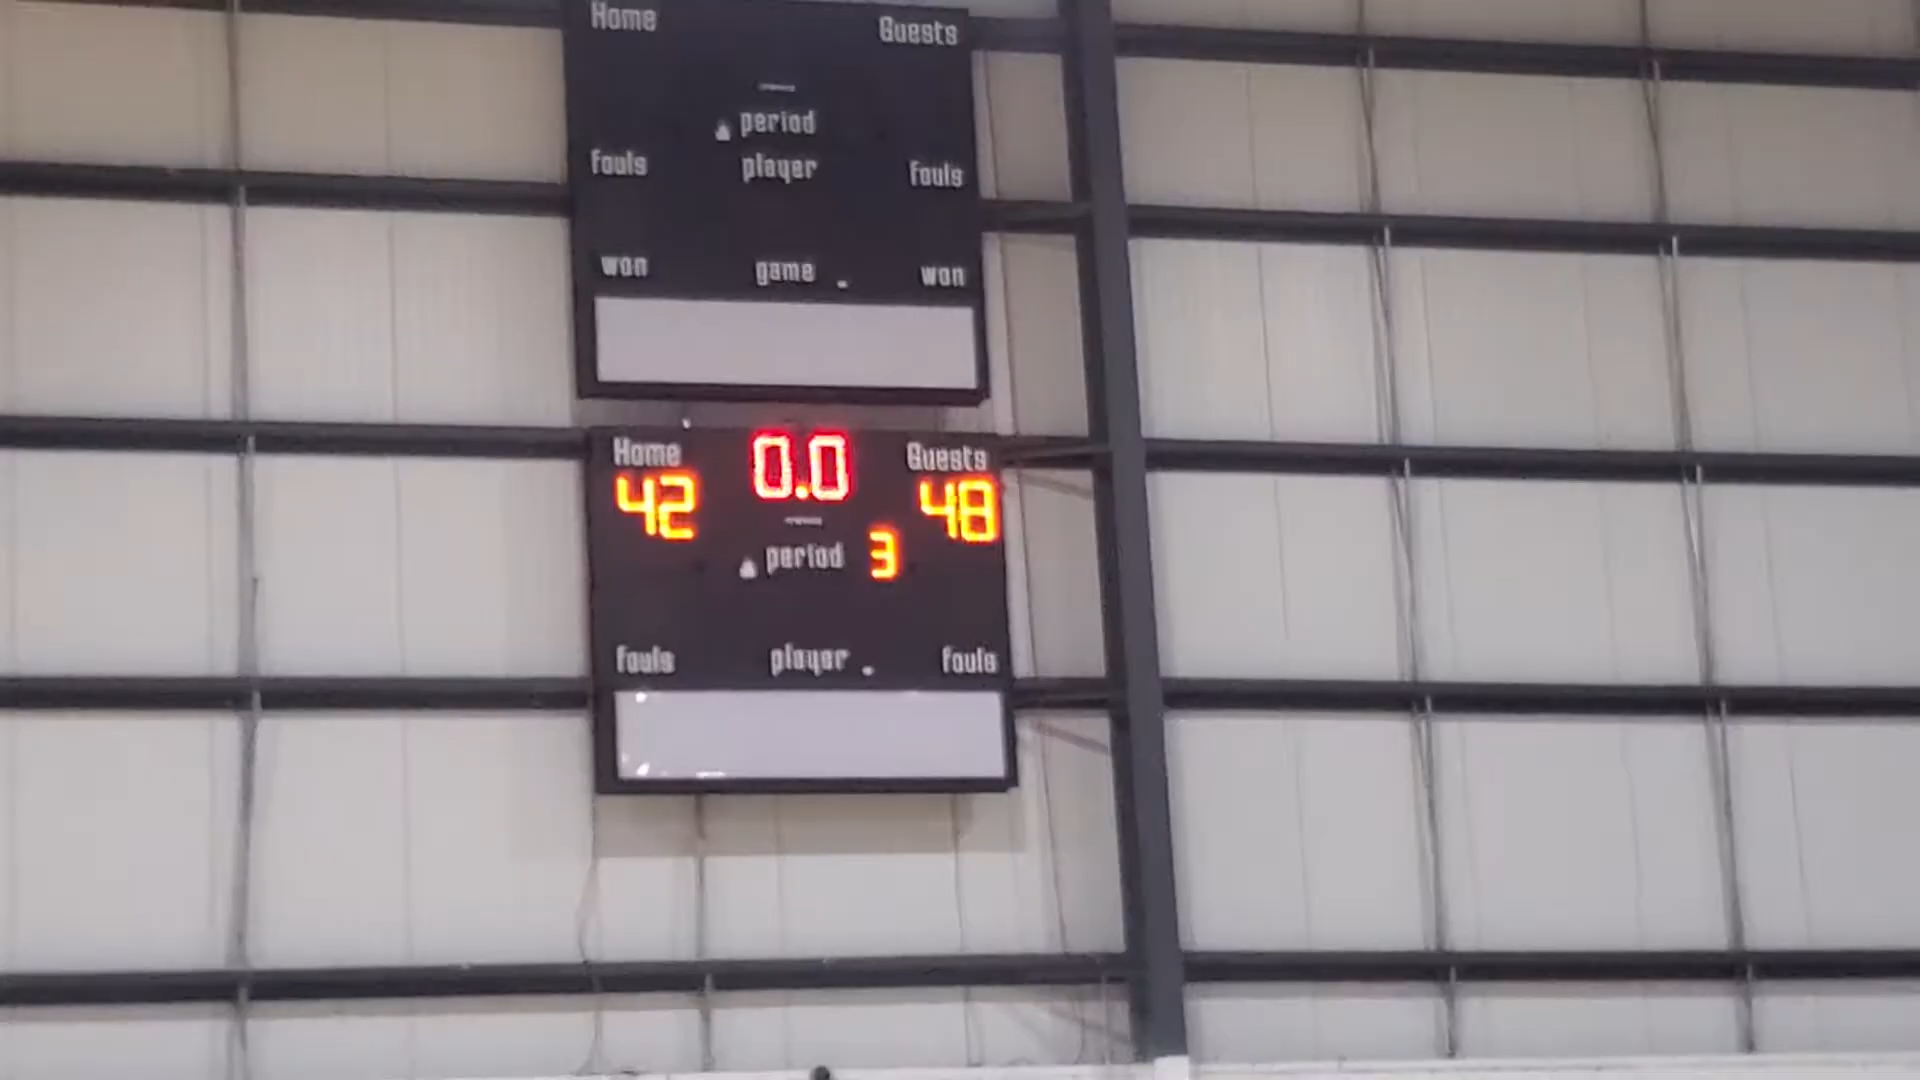 Home Guests
period
fouls player fouls
won game won
Home 0.0 Guests
42 48
period 3
fouls player fouls